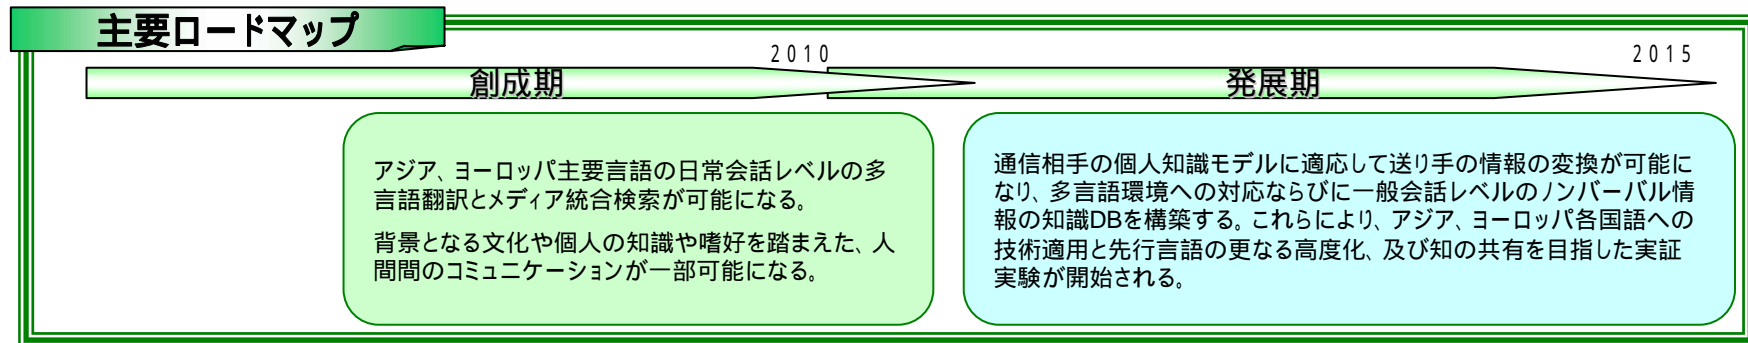 主要ロードマップ
2010
2015
創成期
発展期
アジア、ヨーロッパ主要言語の日常会話レベルの多
言語翻訳とメディア統合検索が可能になる。
背景となる文化や個人の知識や嗜好を踏まえた、人
間間のコミュニケーションが一部可能になる。
通信相手の個人知識モデルに適応して送り手の情報の変換が可能に
なり、多言語環境への対応ならびに一般会話レベルのノンバーバル情
報の知識DBを構築する。これらにより、アジア、ヨーロッパ各国語への
技術適用と先行言語の更なる高度化、及び知の共有を目指した実証
実験が開始される。